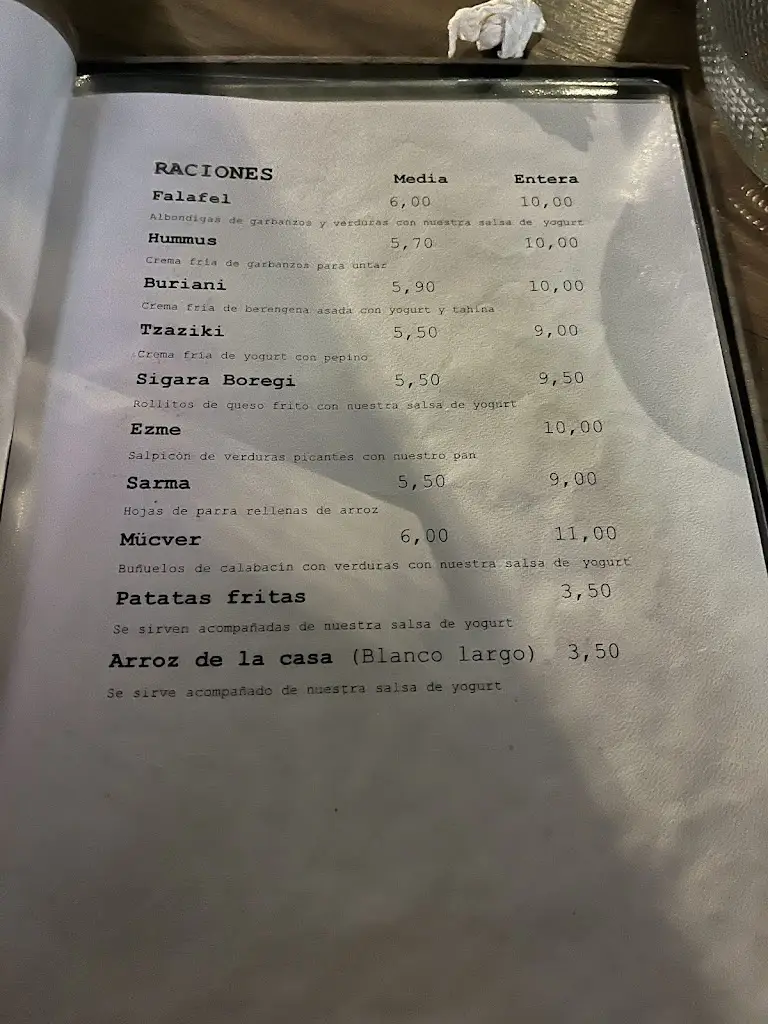 RACIONES Media Entera
Falafel 6,00 10,00
Albondigas de garbanzos y verduras con nuestra salsa de yogurt
Hummus 5,70 10,00
Crema fria de garbanzos para untar
Buriani 5,90 10,00
Crema fria de berengena asada con yogurt y tahina
Tzaziki 5,50 9,00
Crema fria de yogurt con pepino
Sigara Boregi 5,50 9,50
Rollitos de queso frito con nuestra salsa de yogurt
Ezme 10,00
Salpicón de verduras picantes con nuestro pan
Sarma 5,50 9,00
Hojas de parra rellenas de arroz
Mücver 6,00 11,00
Buñuelos de calabacin con verduras con nuestra salsa de yogurt
Patatas fritas 3,50
Se sirven acompañadas de nuestra salsa de yogurt
Arroz de la casa (Blanco largo) 3,50
Se sirve acompañado de nuestra salsa de yogurt